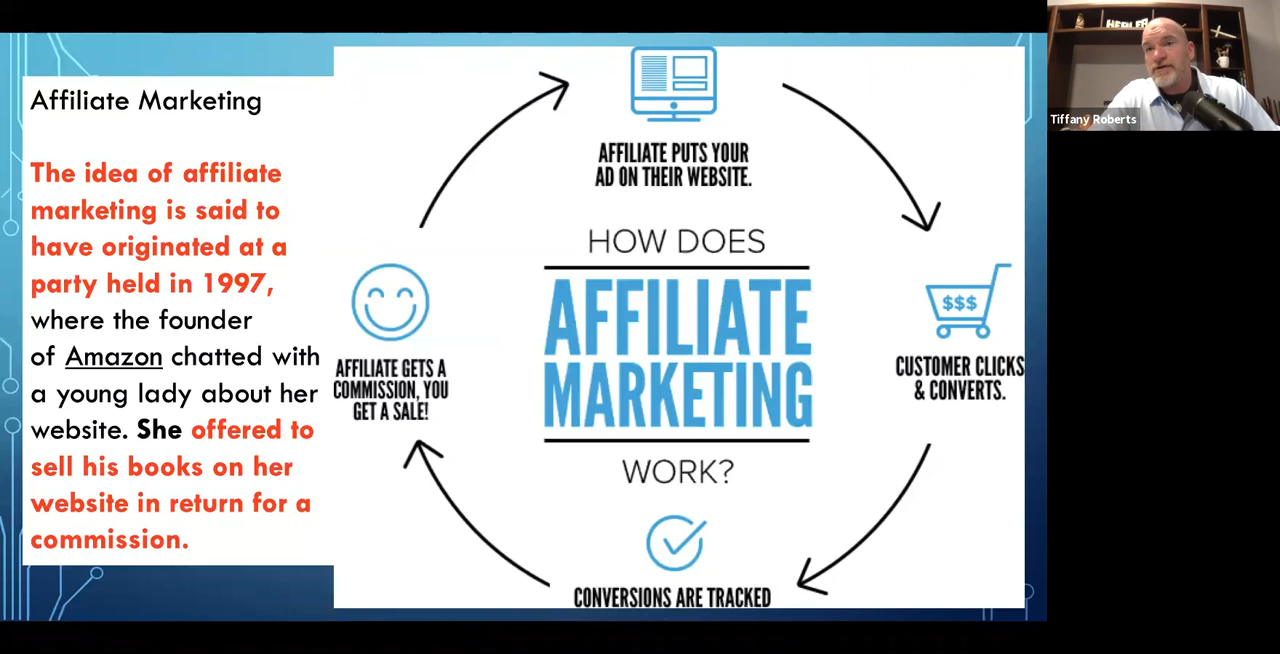 Affiliate Marketing
The idea of affiliate
marketing is said to
have originated at a
party held in 1997,
where the founder
of Amazon chatted with
a young lady about her
website. She offered to
sell his books on her
website in return for a
commission.
AFFILIATE PUTS YOUR
AD ON THEIR WEBSITE.
HOW DOES
AFFILIATE
MARKETING
WORK?
$$$
CUSTOMER CLICKS
& CONVERTS.
CONVERSIONS ARE TRACKED
AFFILIATE GETS A
COMMISSION, YOU
GET A SALE!
Tiffany Roberts